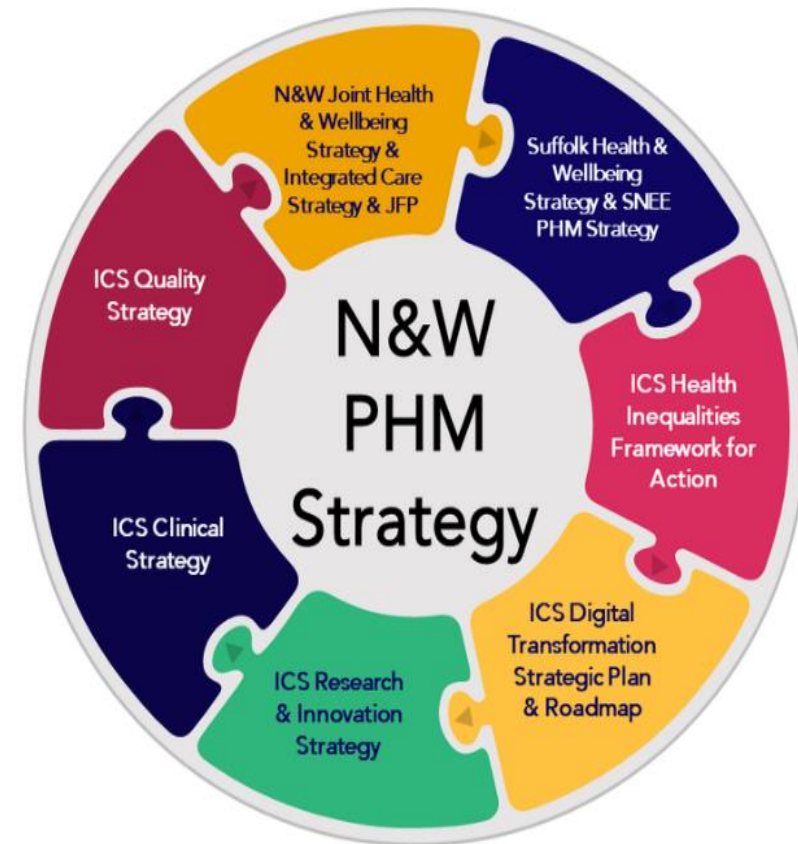 N&W Joint Health
& Wellbeing
Strategy &
Integrated Care
Strategy & JFP
Suffolk Health &
Wellbeing
Strategy & SNEE
PHM Strategy
ICS Health
Inequalities
Framework for
Action
ICS Digital
Transformation
Strategic Plan
& Roadmap
ICS Research
& Innovation
Strategy
ICS Clinical
Strategy
ICS Quality
Strategy
N&W
PHM
Strategy